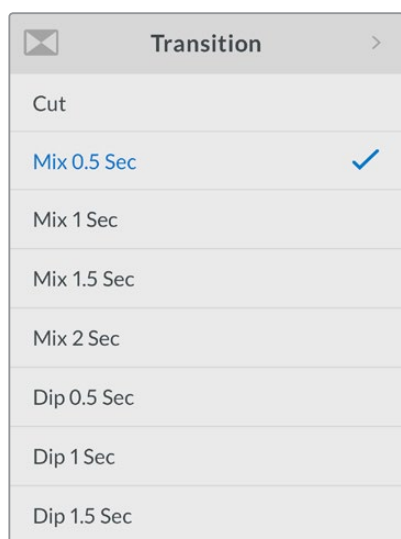 Transition
Cut
Mix 0.5 Sec
Mix 1 Sec
Mix 1.5 Sec
Mix 2 Sec
Dip 0.5 Sec
Dip 1 Sec
Dip 1.5 Sec